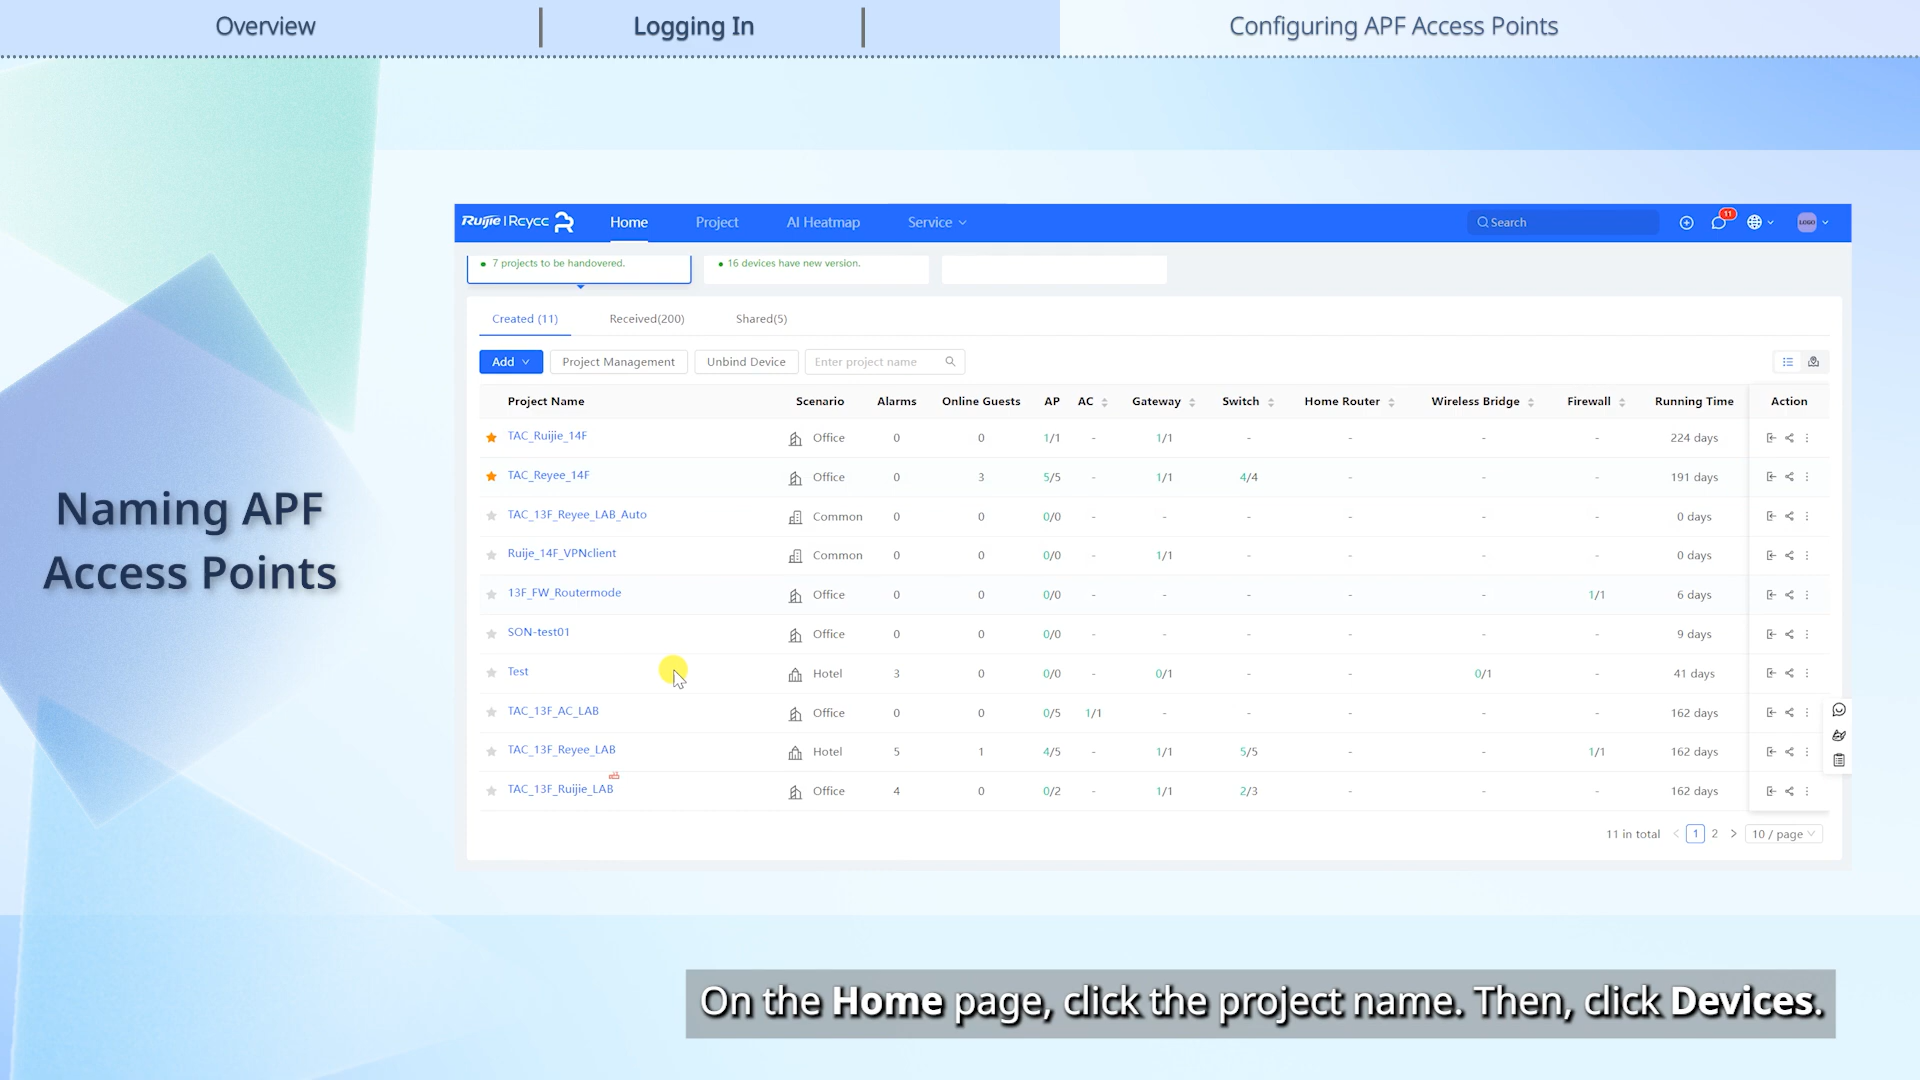 Overview
Logging In
Configuring APF Access Points
Ruijie | Reyee
Home
Project
AI Heatmap
Service
Search
11
LOGO
7 projects to be handovered.
16 devices have new version.
Created (11)
Received(200)
Shared(5)
Add
Project Management
Unbind Device
Enter project name
Project Name Scenario Alarms Online Guests AP AC Gateway Switch Home Router Wireless Bridge Firewall Running Time Action
TAC_Ruijie_14F Office 0 0 1/1 - 1/1 - - - - 224 days
TAC_Reyee_14F Office 0 3 5/5 - 1/1 4/4 - - - 191 days
TAC_13F_Reyee_LAB_Auto Common 0 0 0/0 - - - - - - 0 days
Ruije_14F_VPNclient Common 0 0 0/0 - 1/1 - - - - 0 days
13F_FW_Routermode Office 0 0 0/0 - - - - - 1/1 6 days
SON-test01 Office 0 0 0/0 - - - - - - 9 days
Test Hotel 3 0 0/0 - 0/1 - - 0/1 - 41 days
TAC_13F_AC_LAB Office 0 0 0/5 1/1 - - - - - 162 days
TAC_13F_Reyee_LAB Hotel 5 1 4/5 - 1/1 5/5 - - 1/1 162 days
TAC_13F_Ruijie_LAB Office 4 0 0/2 - 1/1 2/3 - - - 162 days
11 in total < 1 2 > 10 / page
Naming APF
Access Points
On the Home page, click the project name. Then, click Devices.